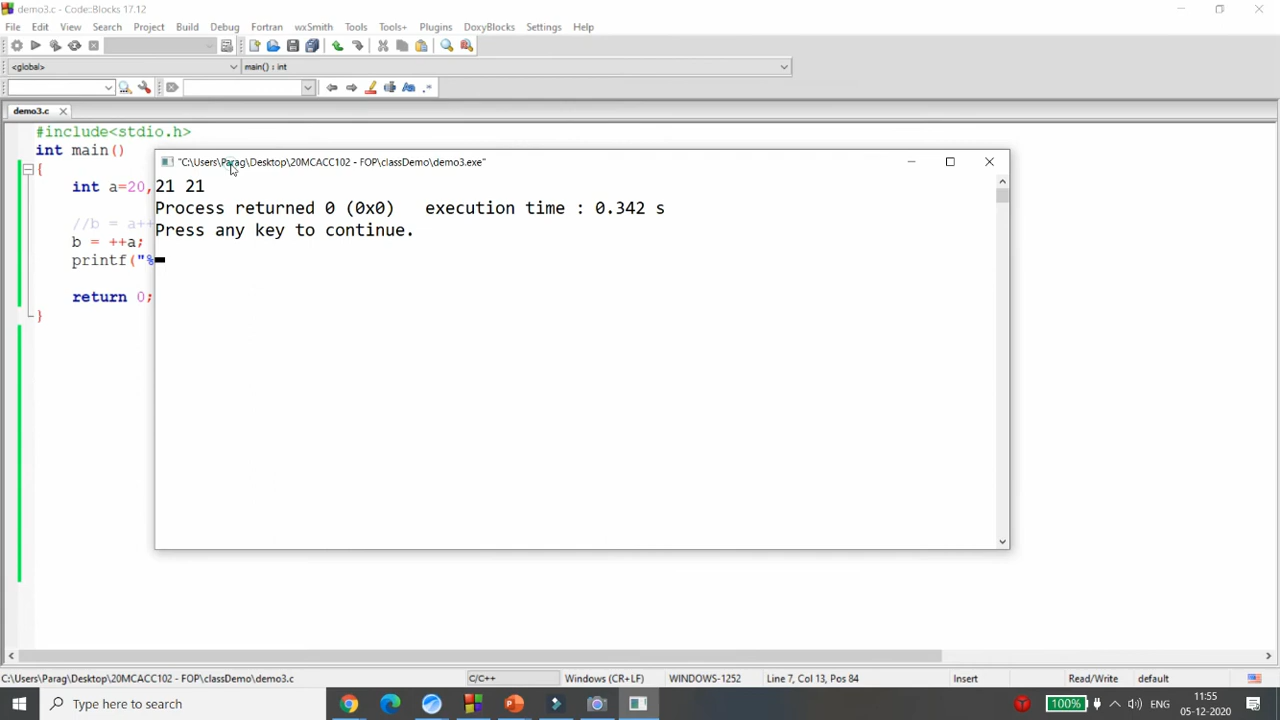 demo3.c - Code::Blocks 17.12
File Edit View Search Project Build Debug Fortran wxSmith Tools Tools+ Plugins DoxyBlocks Settings Help
<global> main() : int
demo3.c
#include<stdio.h>
int main()
{
"C:\Users\Parag\Desktop\20MCACC102 - FOP\classDemo\demo3.exe"
int a=20,
21 21
Process returned 0 (0x0) execution time : 0.342 s
//b = a++
Press any key to continue.
b = ++a;
printf("%
return 0;
}
C:\Users\Parag\Desktop\20MCACC102 - FOP\classDemo\demo3.c C/C++ Windows (CR+LF) WINDOWS-1252 Line 7, Col 13, Pos 84 Insert Read/Write default
Type here to search
100% ENG
11:55
05-12-2020